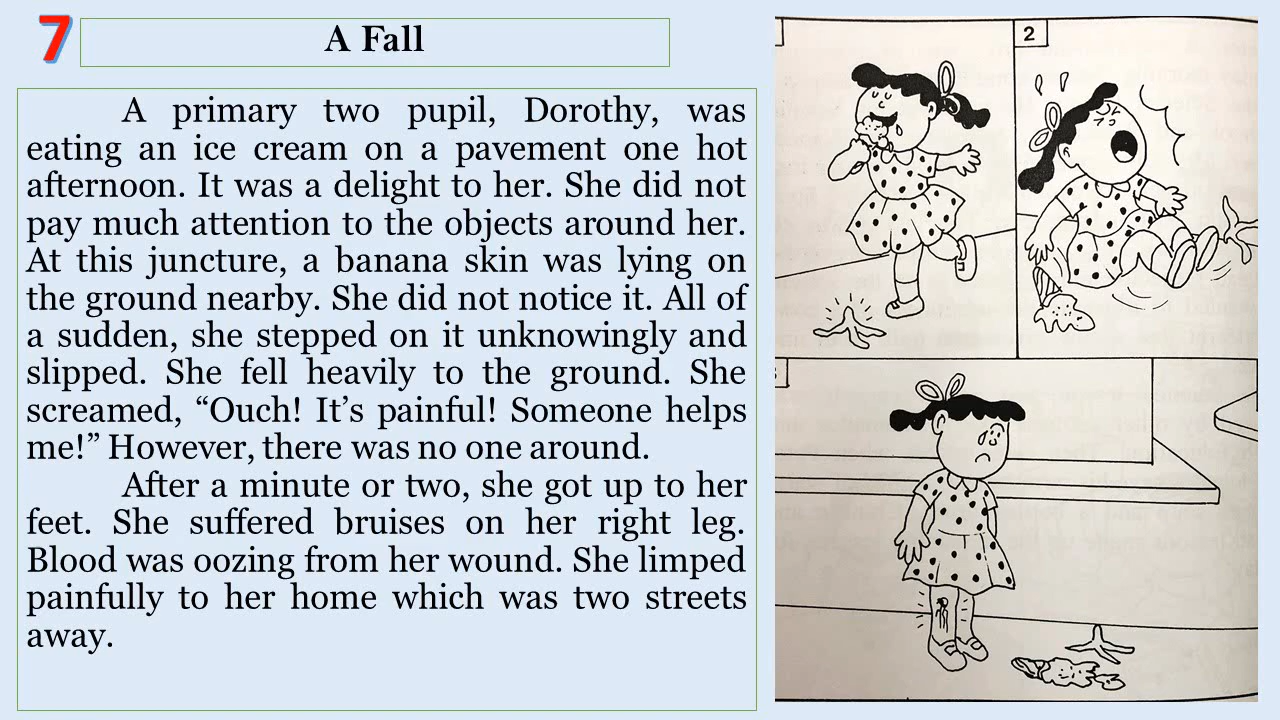 7
A Fall
A primary two pupil, Dorothy, was
eating an ice cream on a pavement one hot
afternoon. It was a delight to her. She did not
pay much attention to the objects around her.
At this juncture, a banana skin was lying on
the ground nearby. She did not notice it. All of
a sudden, she stepped on it unknowingly and
slipped. She fell heavily to the ground. She
screamed, “Ouch! It’s painful! Someone helps
me!” However, there was no one around.
After a minute or two, she got up to her
feet. She suffered bruises on her right leg.
Blood was oozing from her wound. She limped
painfully to her home which was two streets
away.
2